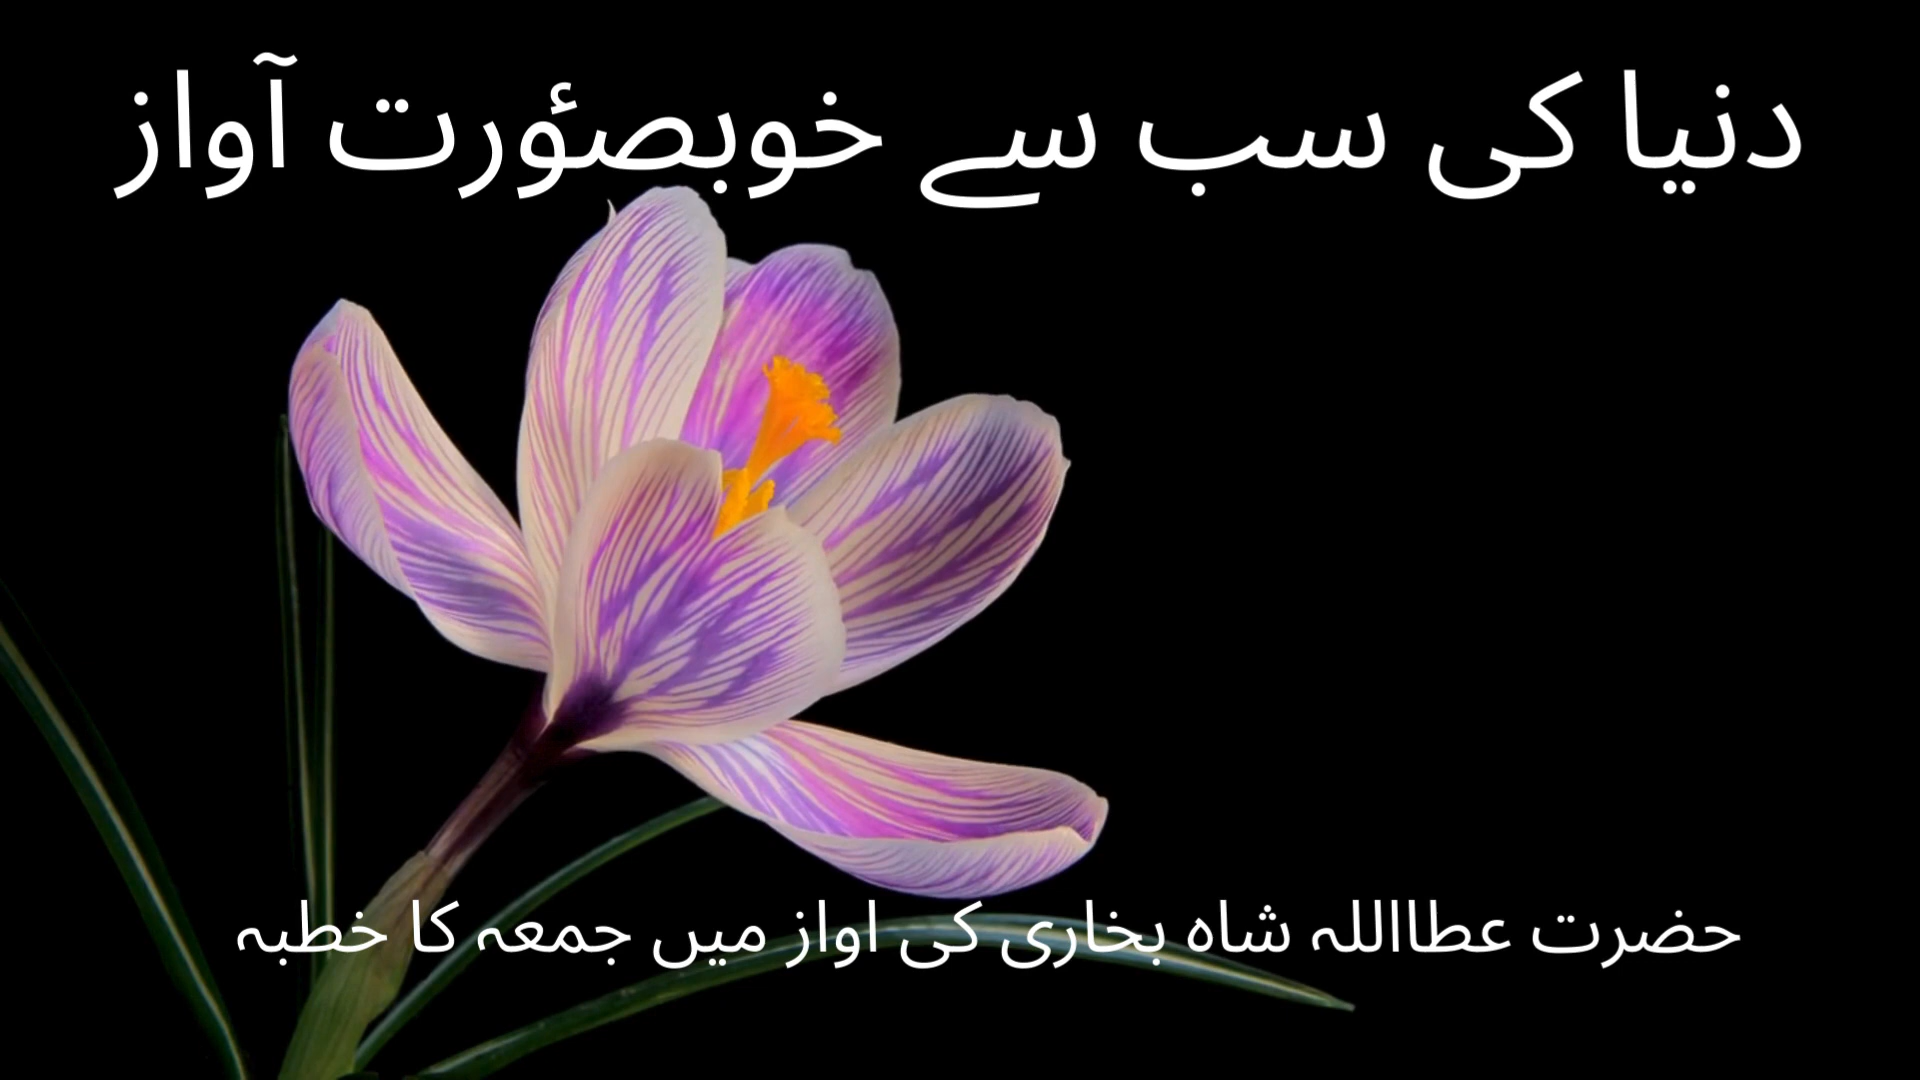 دنیا کی سب سے خوبصؤرت آواز
حضرت عطااللہ شاہ بخاری کی اواز میں جمعہ کا خطبہ